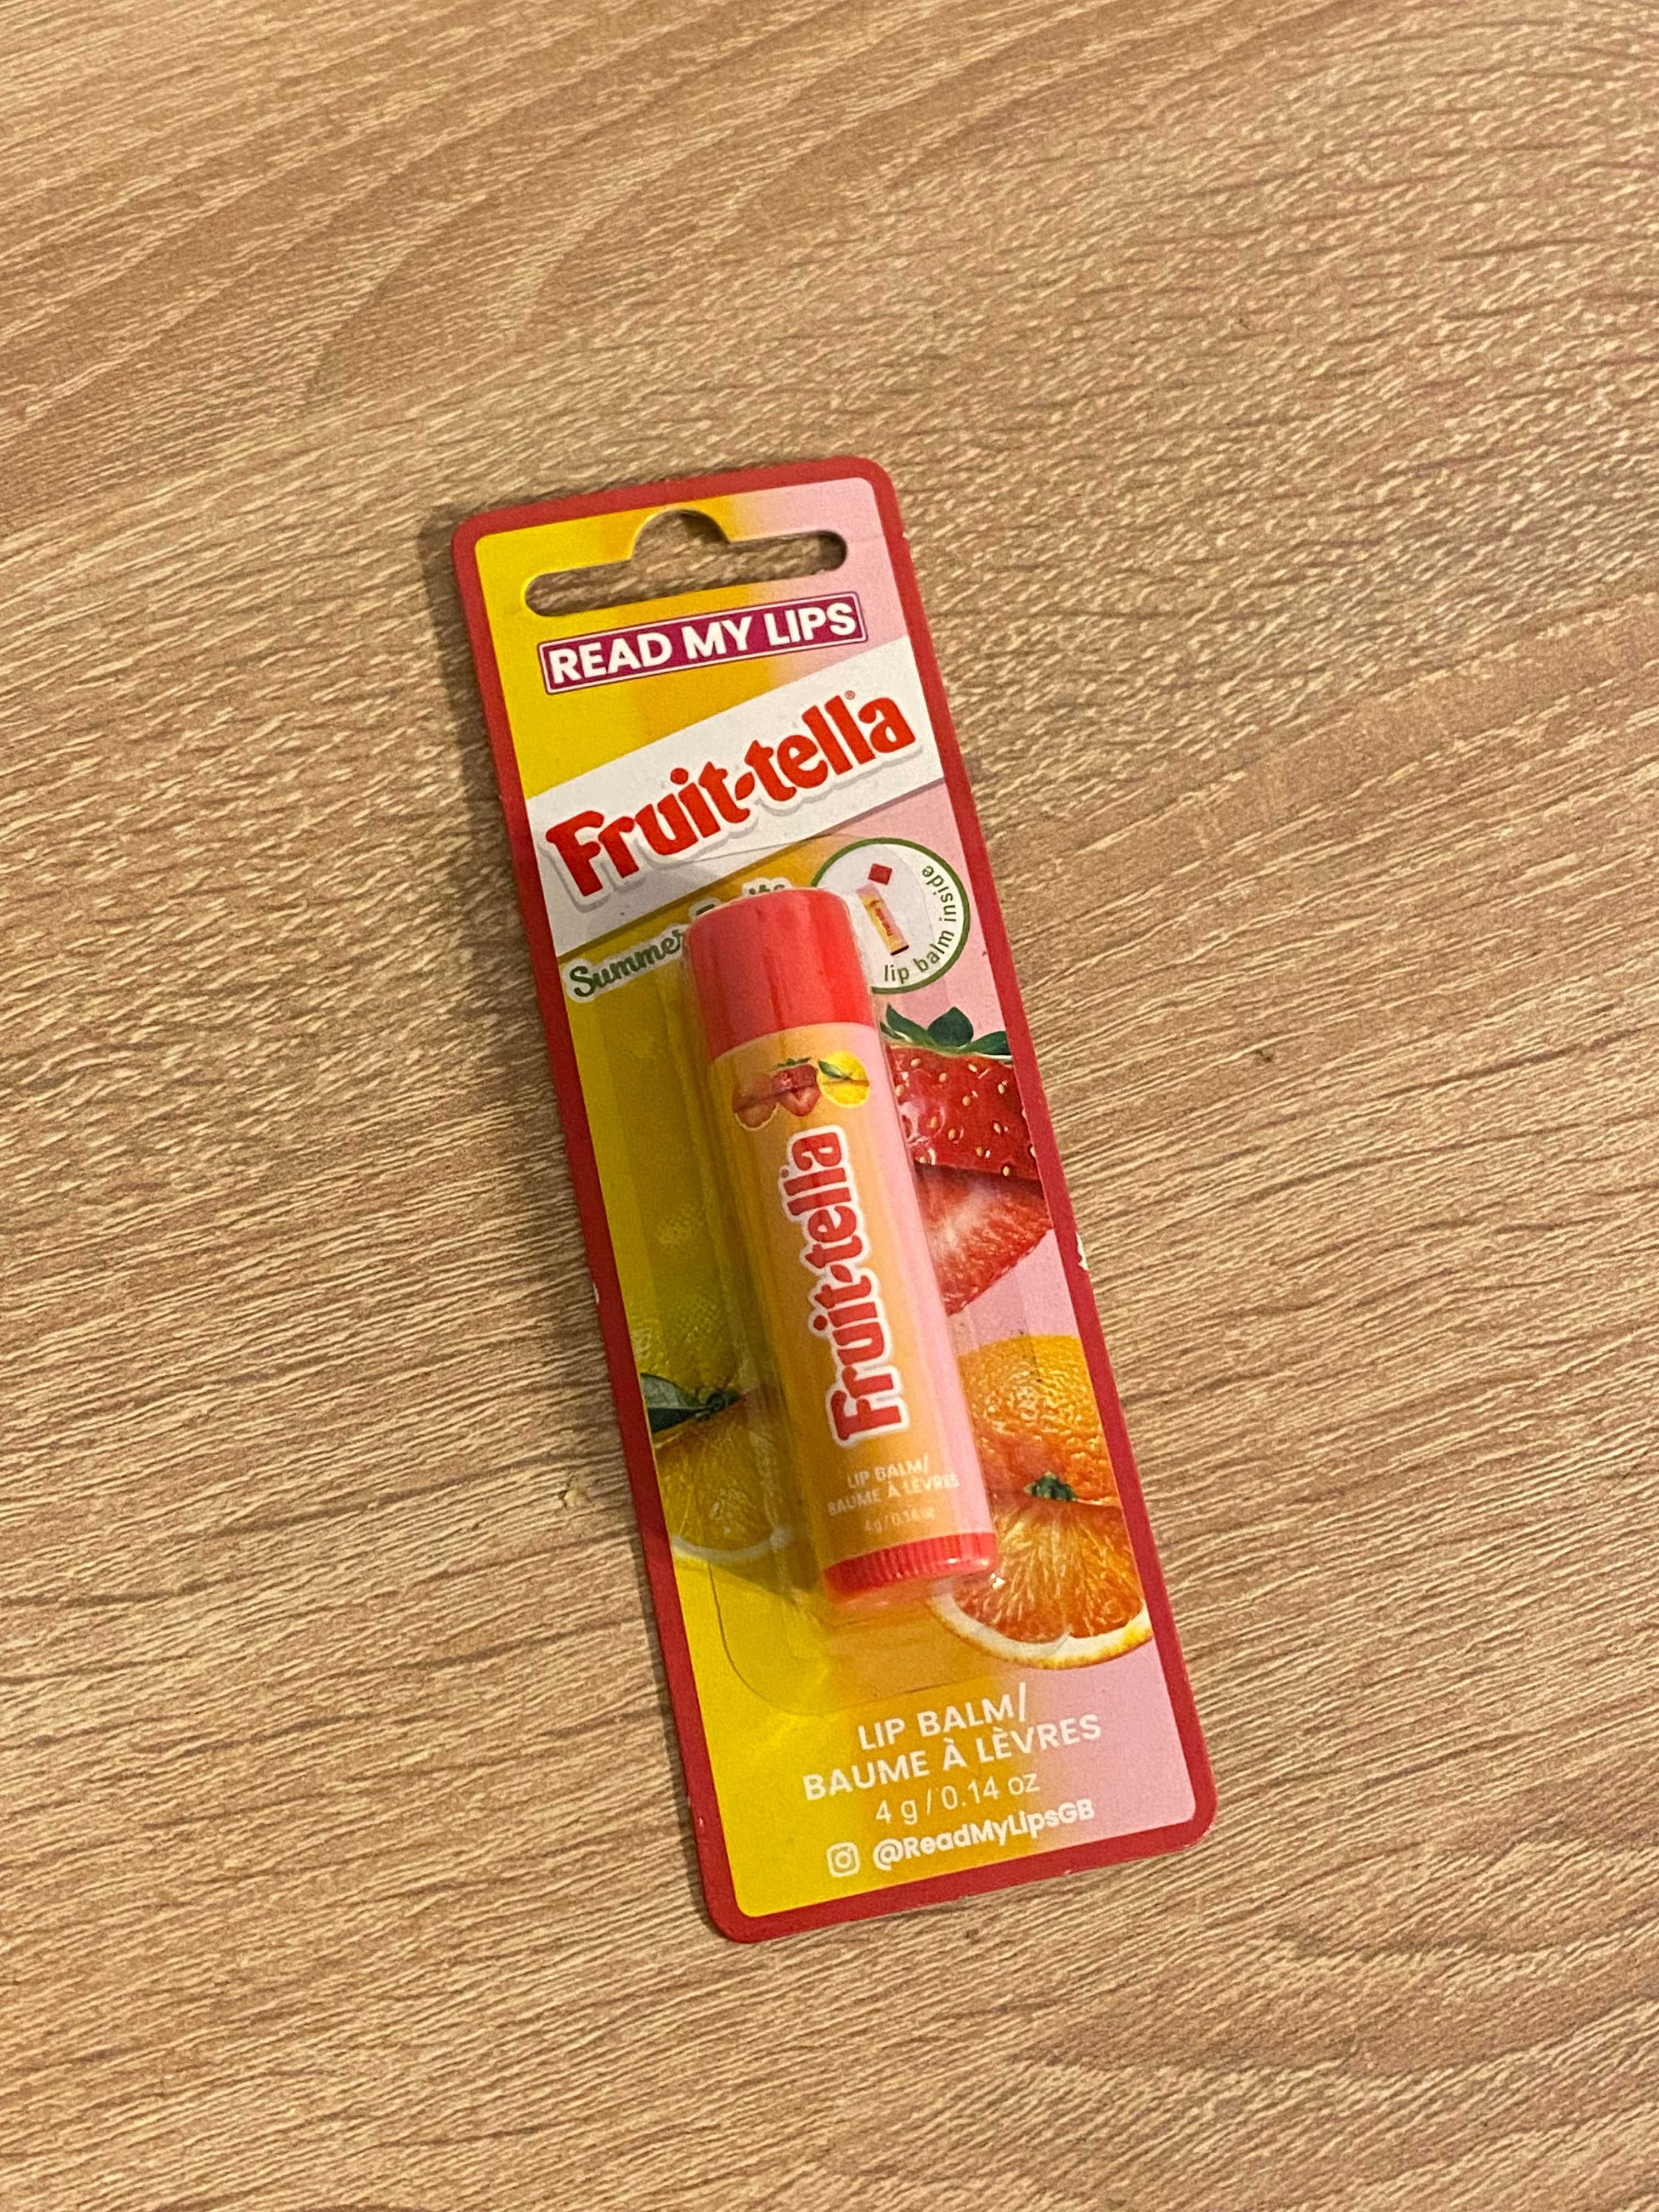 READ MY LIPS
Fruit-tella®
Summer
lip balm inside
Fruit-tella
LIP BALM/
BAUME À LÈVRES
4g / 0.14 oz
LIP BALM/
BAUME À LÈVRES
4 g / 0.14 oz
@ReadMyLipsGB